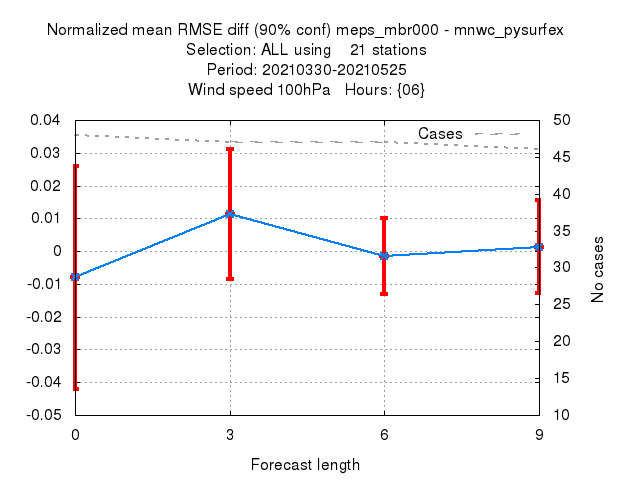 Normalized mean RMSE diff (90% conf) meps_mbr000 - mnwc_pysurfex
Selection: ALL using 21 stations
Period: 20210330-20210525
Wind speed 100hPa Hours: {06}
Cases
0.04
0.03
0.02
0.01
0
-0.01
-0.02
-0.03
-0.04
-0.05
50
45
40
35
30
25
20
15
10
No cases
0 3 6 9
Forecast length